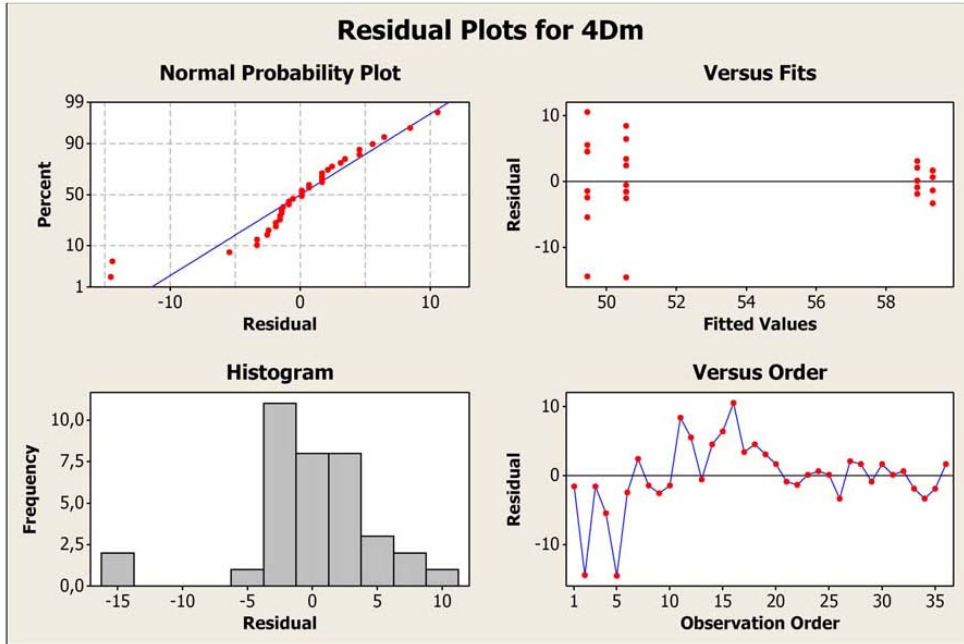 Residual Plots for 4Dm
Normal Probability Plot
99
90
50
10
1
Percent
-10 0 10
Residual
Versus Fits
10
0
-10
Residual
50 52 54 56 58
Fitted Values
Histogram
10,0
7,5
5,0
2,5
0,0
Frequency
-15 -10 -5 0 5 10
Residual
Versus Order
10
0
-10
Residual
1 5 10 15 20 25 30 35
Observation Order